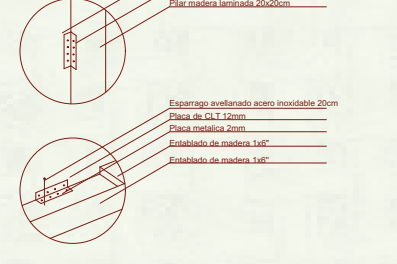 Pilar madera laminada 20x20cm
Esparrago avellanado acero inoxidable 20cm
Placa de CLT 12mm
Placa metalica 2mm
Entablado de madera 1x6"
Entablado de madera 1x6"